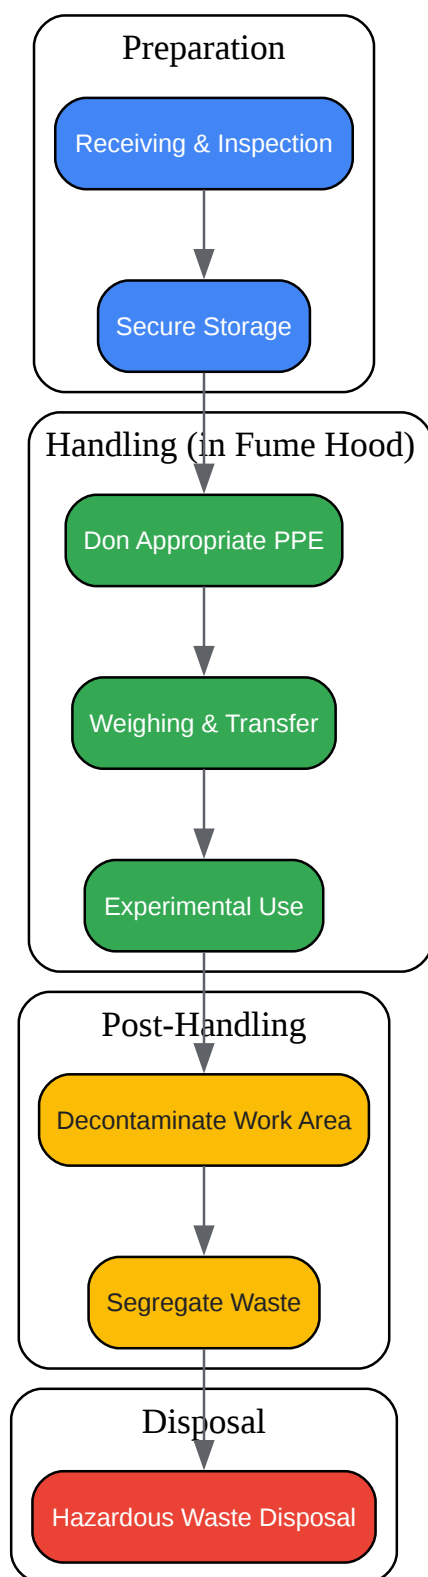 Preparation
Receiving & Inspection
Secure Storage
Handling (in Fume Hood)
Don Appropriate PPE
Weighing & Transfer
Experimental Use
Post-Handling
Decontaminate Work Area
Segregate Waste
Disposal
Hazardous Waste Disposal